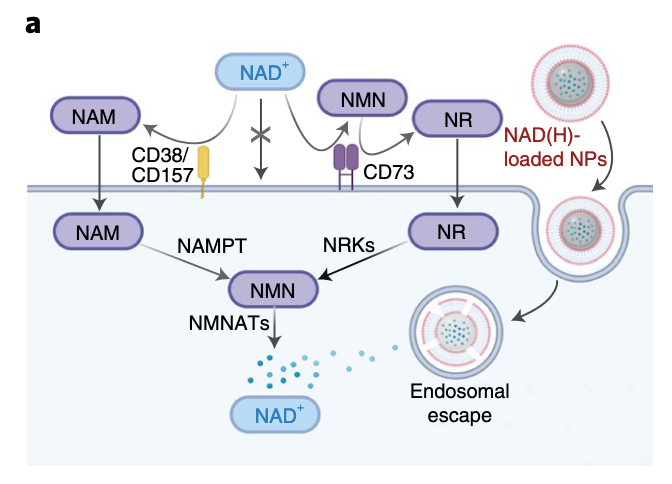 a
NAD+
NAM
NMN
NR
NAD(H)-
loaded NPs
CD38/
CD157
CD73
NAM
NR
NAMPT
NRKs
NMN
NMNATs
NAD+
Endosomal
escape